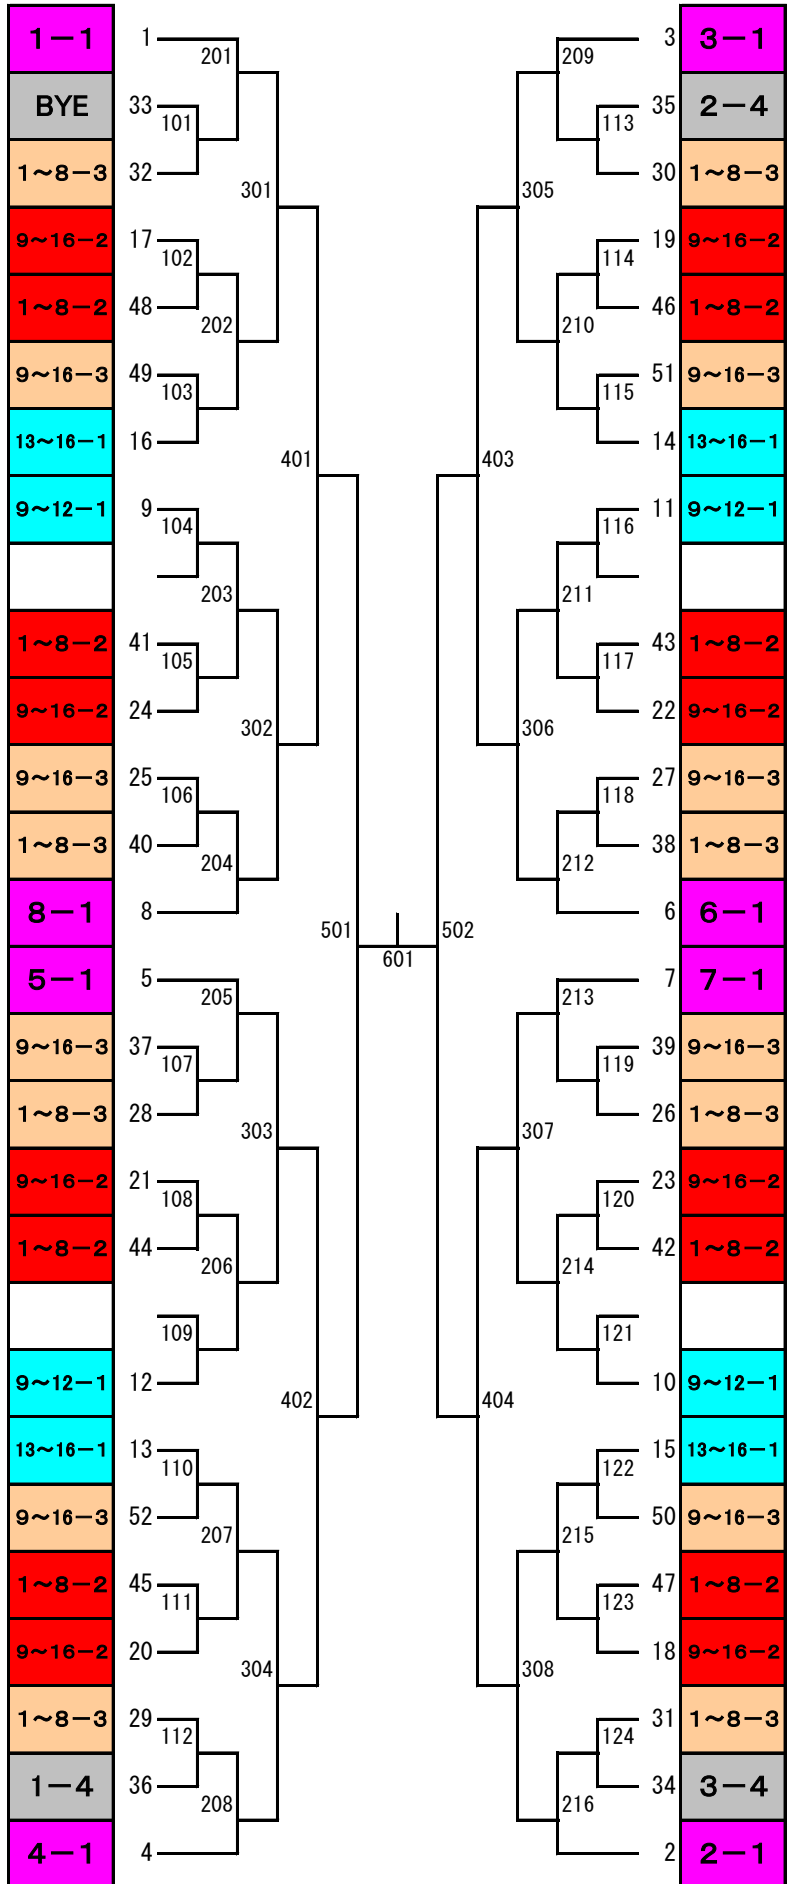 1－1 1 3 3－1
201 209
BYE 33 35 2－4
101 113
1～8－3 32 30 1～8－3
301 305
9～16－2 17 19 9～16－2
102 114
1～8－2 48 46 1～8－2
202 210
9～16－3 49 51 9～16－3
103 115
13～16－1 16 14 13～16－1
401 403
9～12－1 9 11 9～12－1
104 116
203 211
1～8－2 41 43 1～8－2
105 117
9～16－2 24 22 9～16－2
302 306
9～16－3 25 27 9～16－3
106 118
1～8－3 40 38 1～8－3
204 212
8－1 8 6 6－1
501 502
601
5－1 5 7 7－1
205 213
9～16－3 37 39 9～16－3
107 119
1～8－3 28 26 1～8－3
303 307
9～16－2 21 23 9～16－2
108 120
1～8－2 44 42 1～8－2
206 214
109 121
9～12－1 12 10 9～12－1
402 404
13～16－1 13 15 13～16－1
110 122
9～16－3 52 50 9～16－3
207 215
1～8－2 45 47 1～8－2
111 123
9～16－2 20 18 9～16－2
304 308
1～8－3 29 31 1～8－3
112 124
1－4 36 34 3－4
208 216
4－1 4 2 2－1